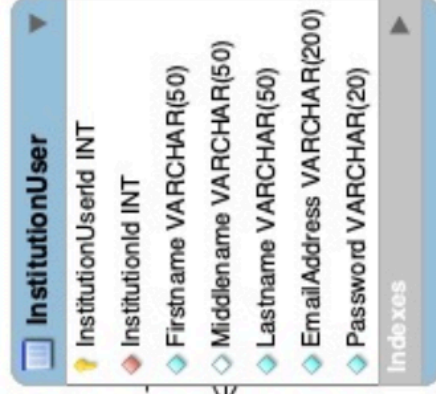 InstitutionUser
InstitutionUserId INT
InstitutionId INT
Firstname VARCHAR(50)
Middlename VARCHAR(50)
Lastname VARCHAR(50)
EmailAddress VARCHAR(200)
Password VARCHAR(20)
Indexes